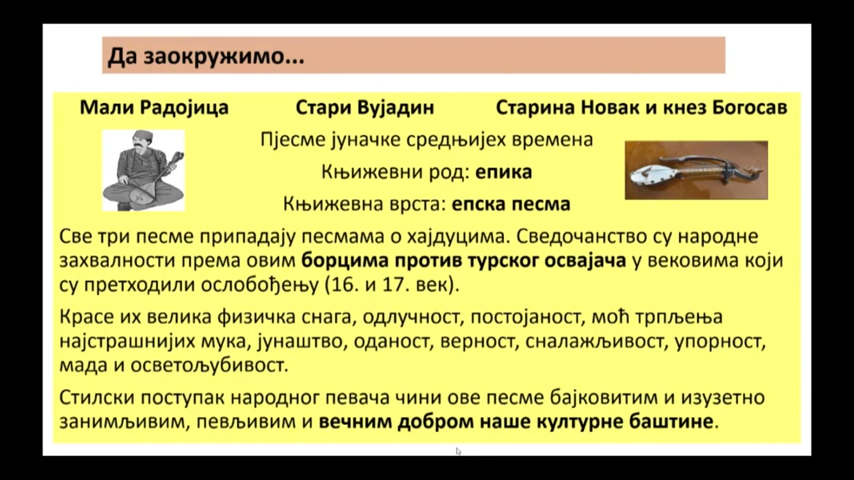 Да заокружимо...
Мали Радојица Стари Вујадин Старина Новак и кнез Богосав
Пјесме јуначке средњијех времена
Књижевни род: епика
Књижевна врста: епска песма
Све три песме припадају песмама о хајдуцима. Сведочанство су народне
захвалности према овим борцима против турског освајача у вековима који
су претходили ослобођењу (16. и 17. век).
Красе их велика физичка снага, одлучност, постојаност, моћ трпљења
најстрашнијих мука, јунаштво, оданост, верност, сналажљивост, упорност,
мада и осветољубивост.
Стилски поступак народног певача чини ове песме бајковитим и изузетно
занимљивим, певљивим и вечним добром наше културне баштине.